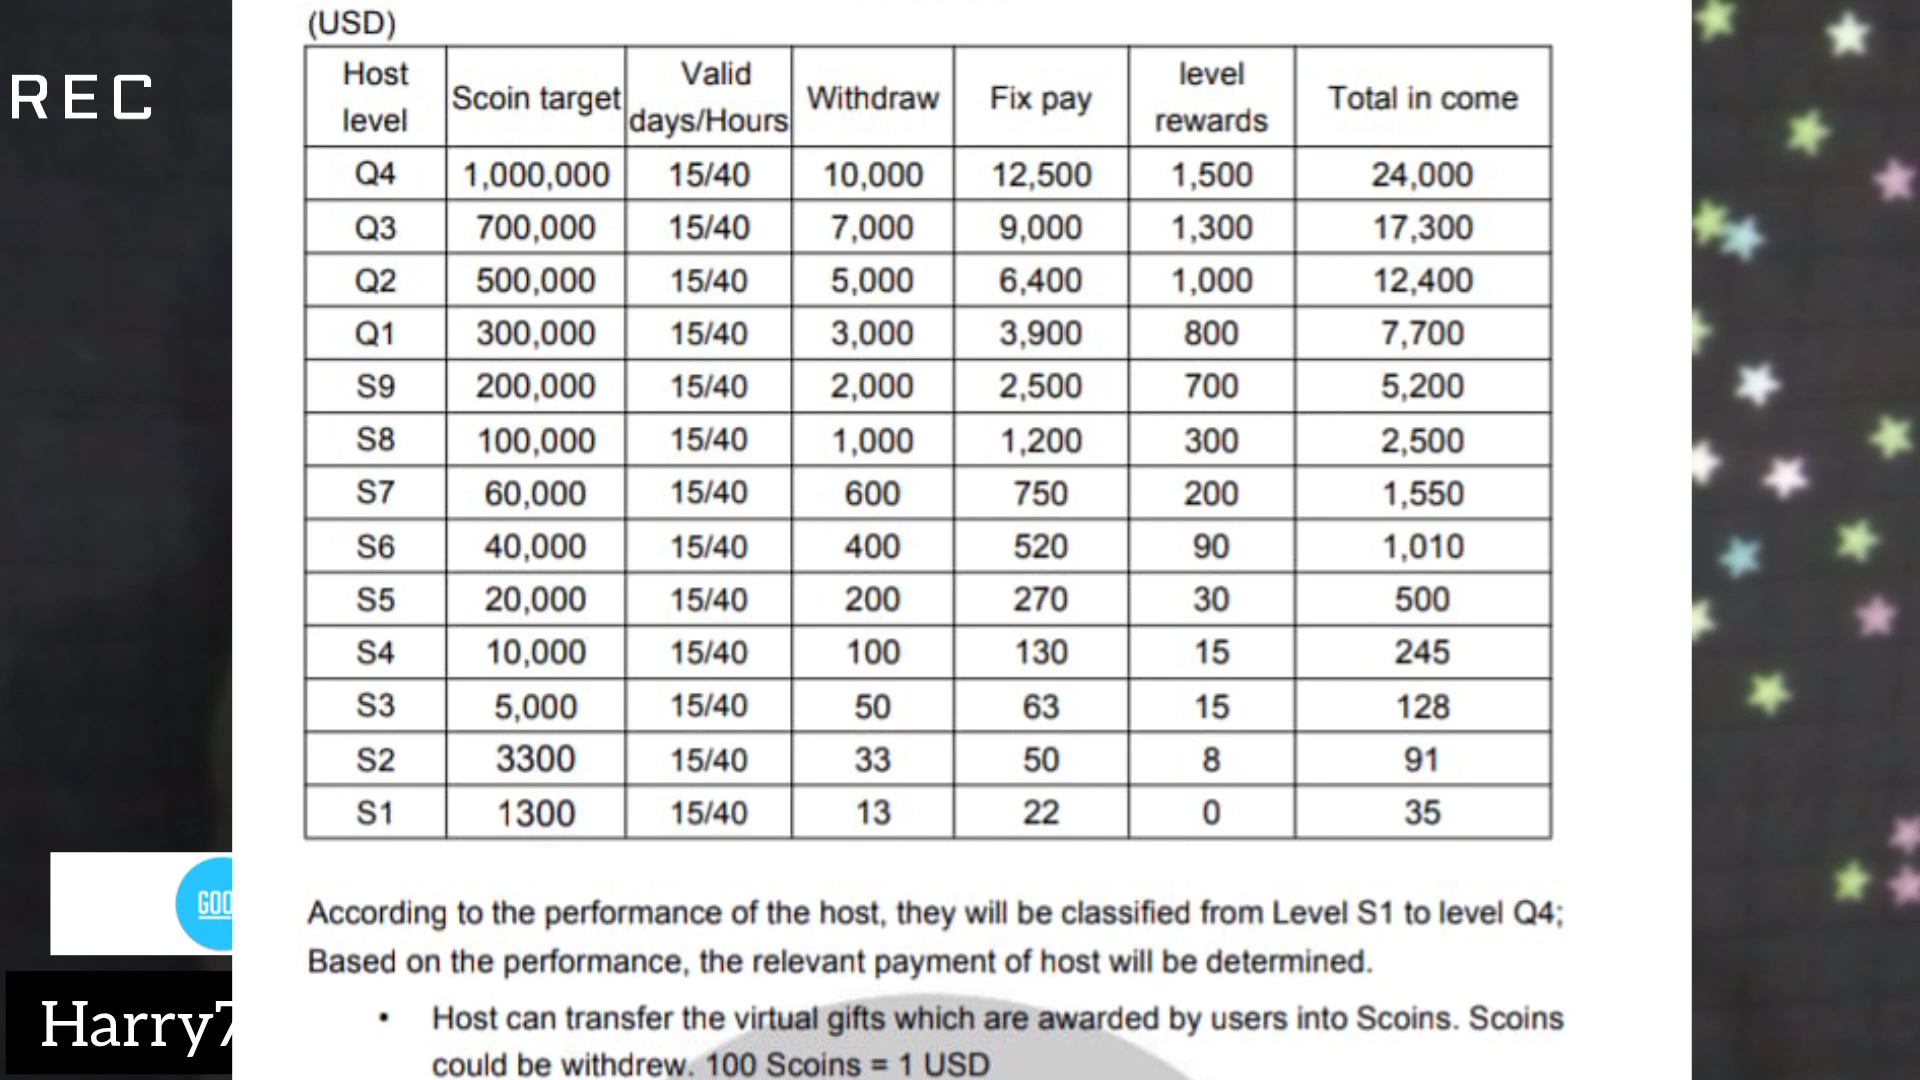 (USD)
REC
Host level Scoin target Valid days/Hours Withdraw Fix pay level rewards Total in come
Q4 1,000,000 15/40 10,000 12,500 1,500 24,000
Q3 700,000 15/40 7,000 9,000 1,300 17,300
Q2 500,000 15/40 5,000 6,400 1,000 12,400
Q1 300,000 15/40 3,000 3,900 800 7,700
S9 200,000 15/40 2,000 2,500 700 5,200
S8 100,000 15/40 1,000 1,200 300 2,500
S7 60,000 15/40 600 750 200 1,550
S6 40,000 15/40 400 520 90 1,010
S5 20,000 15/40 200 270 30 500
S4 10,000 15/40 100 130 15 245
S3 5,000 15/40 50 63 15 128
S2 3300 15/40 33 50 8 91
S1 1300 15/40 13 22 0 35
According to the performance of the host, they will be classified from Level S1 to level Q4;
Based on the performance, the relevant payment of host will be determined.
• Host can transfer the virtual gifts which are awarded by users into Scoins. Scoins
could be withdrew. 100 Scoins = 1 USD
GOO
Harry7